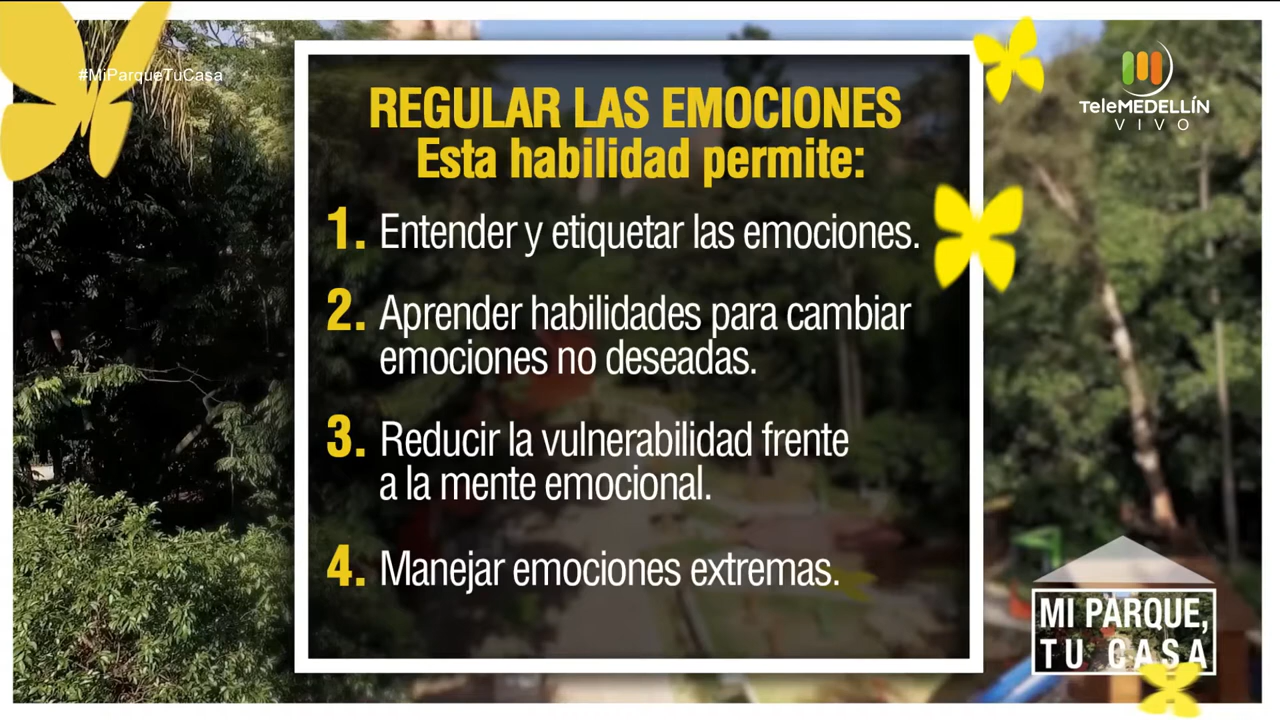 #MiParqueTuCasa
TeleMEDELLÍN
VIVO
REGULAR LAS EMOCIONES
Esta habilidad permite:
1. Entender y etiquetar las emociones.
2. Aprender habilidades para cambiar
emociones no deseadas.
3. Reducir la vulnerabilidad frente
a la mente emocional.
4. Manejar emociones extremas.
MI PARQUE,
TU CASA